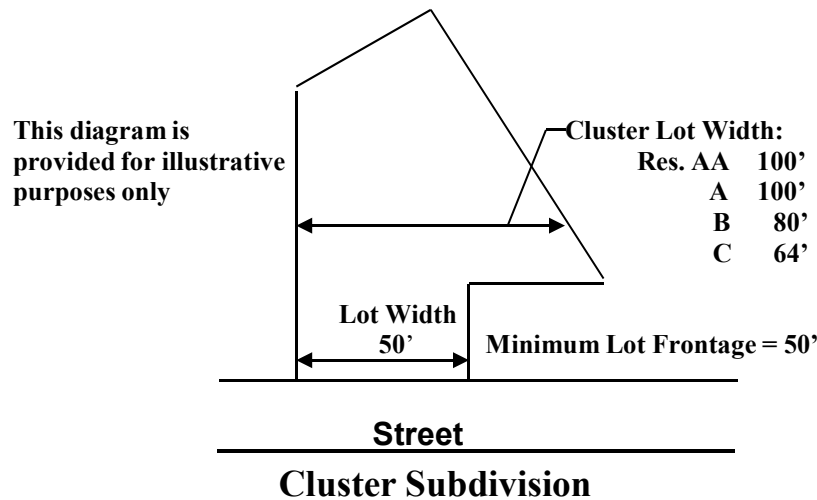 This diagram is
provided for illustrative
purposes only
Cluster Lot Width:
Res. AA 100’
A 100’
B 80’
C 64’
Lot Width
50’
Minimum Lot Frontage = 50’
Street
Cluster Subdivision